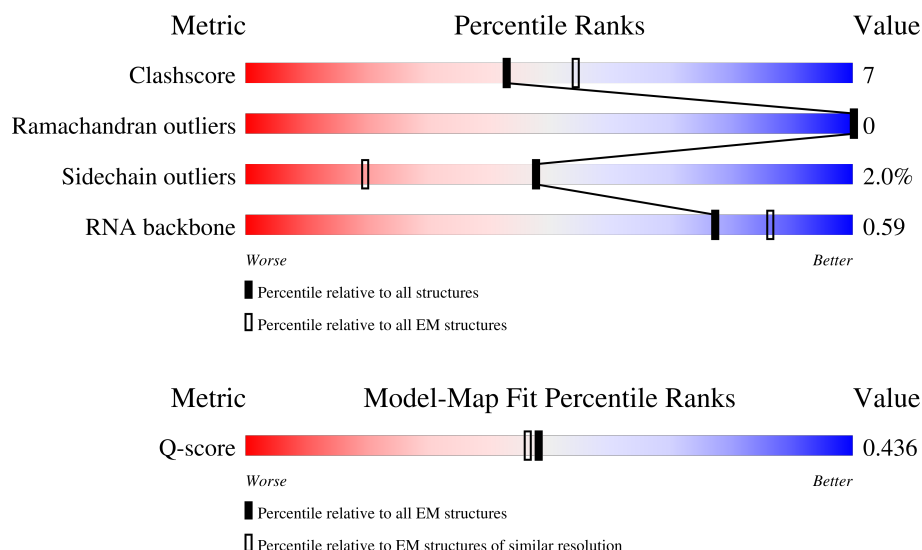 Metric Percentile Ranks Value
Clashscore 7
Ramachandran outliers 0
Sidechain outliers 2.0%
RNA backbone 0.59
Worse Better
Percentile relative to all structures
Percentile relative to all EM structures
Metric Model-Map Fit Percentile Ranks Value
Q-score 0.436
Worse Better
Percentile relative to all EM structures
Percentile relative to EM structures of similar resolution